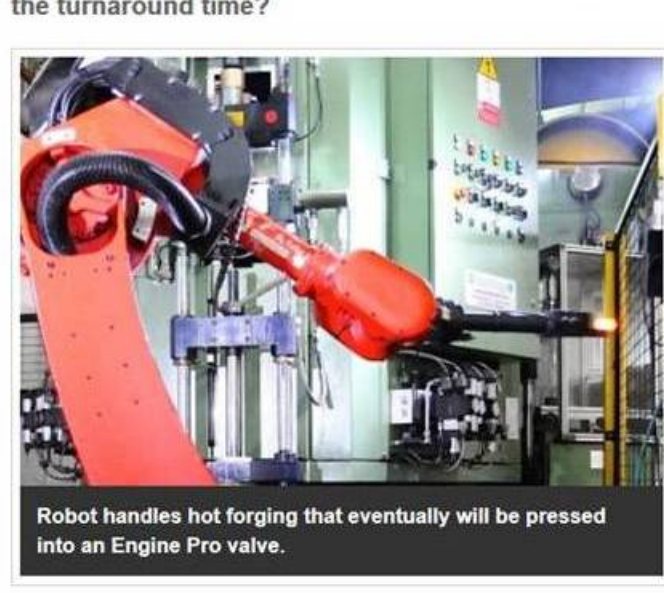 the turnaround time?
Robot handles hot forging that eventually will be pressed
into an Engine Pro valve.